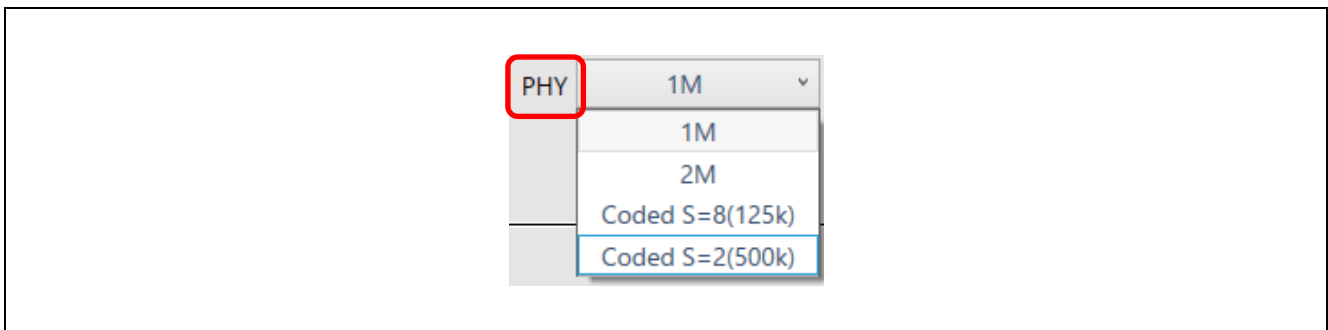 PHY 1M
1M
2M
Coded S=8(125k)
Coded S=2(500k)